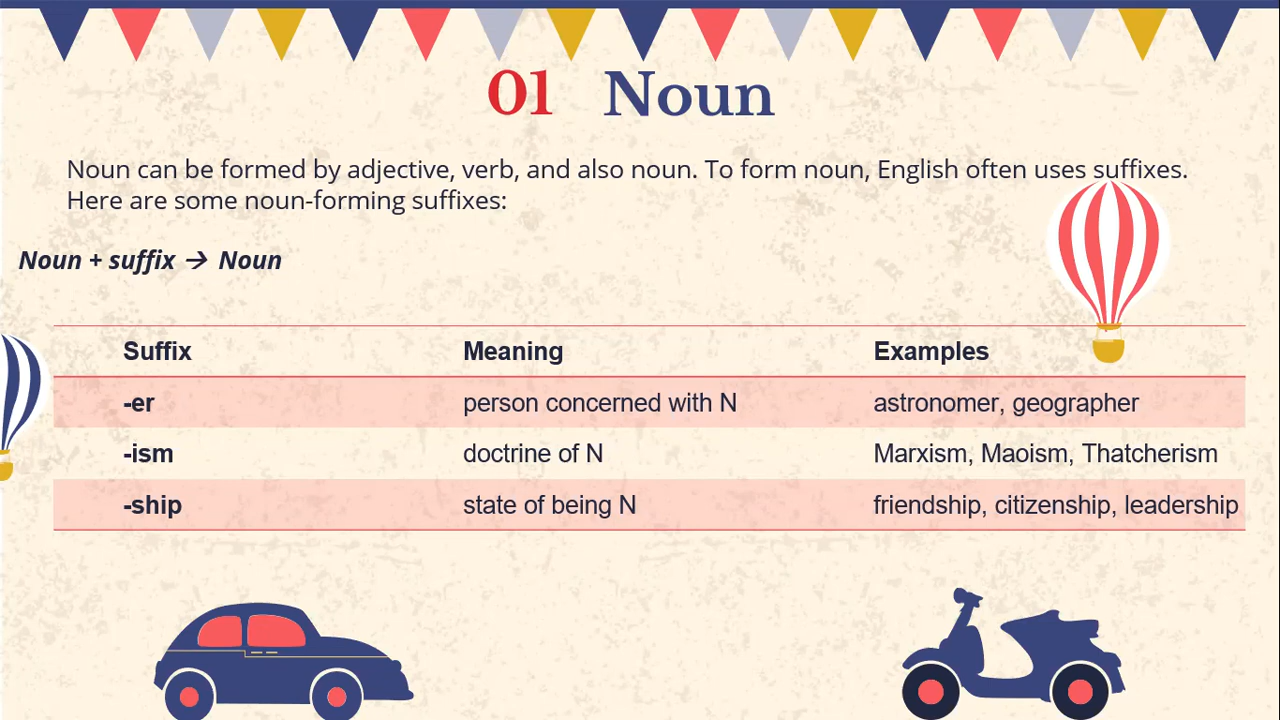 01 Noun
Noun can be formed by adjective, verb, and also noun. To form noun, English often uses suffixes.
Here are some noun-forming suffixes:
Noun + suffix → Noun
Suffix Meaning Examples
-er person concerned with N astronomer, geographer
-ism doctrine of N Marxism, Maoism, Thatcherism
-ship state of being N friendship, citizenship, leadership